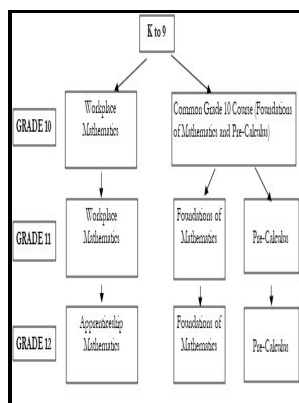 K to 9
GRADE 10
Workplace
Mathematics
Common Grade 10 Course (Foundations
of Mathematics and Pre-Calculus)
GRADE 11
Workplace
Mathematics
Foundations of
Mathematics
Pre-Calculus
GRADE 12
Apprenticeship
Mathematics
Foundations of
Mathematics
Pre-Calculus